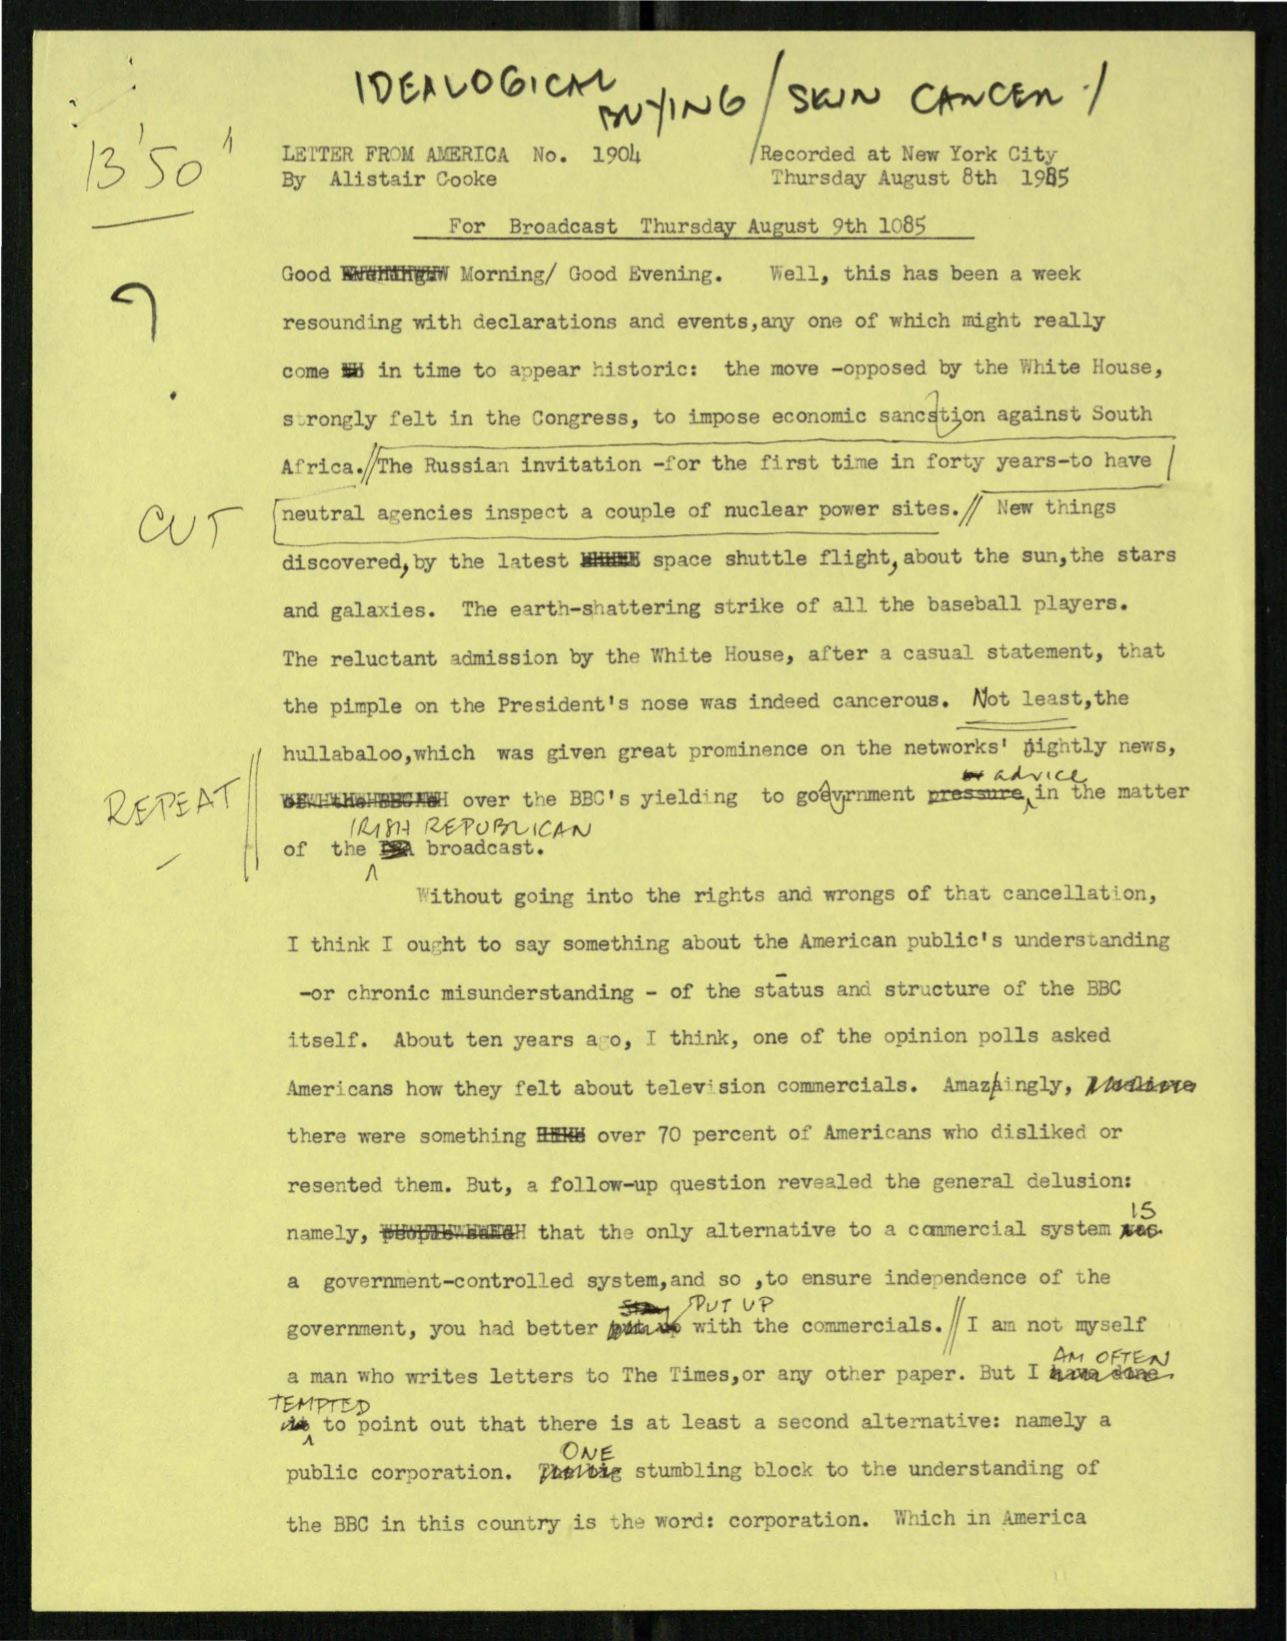 IDEALOGICAL
BUYING / SKIN CANCER /
13'50"
LETTER FROM AMERICA No. 1904 /Recorded at New York City
By Alistair Cooke Thursday August 8th 1985
For Broadcast Thursday August 9th 1085
?
Good Morning/ Good Evening. Well, this has been a week
resounding with declarations and events,any one of which might really
come in time to appear historic: the move -opposed by the White House,
strongly felt in the Congress, to impose economic sancstion against South
Africa.//The Russian invitation -for the first time in forty years-to have
CUT
neutral agencies inspect a couple of nuclear power sites.// New things
discovered,by the latest space shuttle flight,about the sun,the stars
and galaxies. The earth-shattering strike of all the baseball players.
The reluctant admission by the White House, after a casual statement, that
the pimple on the President's nose was indeed cancerous. Not least,the
hullabaloo,which was given great prominence on the networks' nightly news,
or advice
REPEAT
over the BBC's yielding to goevrnment pressure, in the matter
IRISH REPUBLICAN
of the broadcast.
Without going into the rights and wrongs of that cancellation,
I think I ought to say something about the American public's understanding
-or chronic misunderstanding - of the status and structure of the BBC
itself. About ten years ago, I think, one of the opinion polls asked
Americans how they felt about television commercials. Amazingly,
there were something over 70 percent of Americans who disliked or
resented them. But, a follow-up question revealed the general delusion:
IS
namely, that the only alternative to a commercial system was
a government-controlled system,and so ,to ensure independence of the
PUT UP
government, you had better with the commercials.// I am not myself
AM OFTEN
a man who writes letters to The Times,or any other paper. But I have done
TEMPTED
to point out that there is at least a second alternative: namely a
ONE
public corporation. stumbling block to the understanding of
the BBC in this country is the word: corporation. Which in America